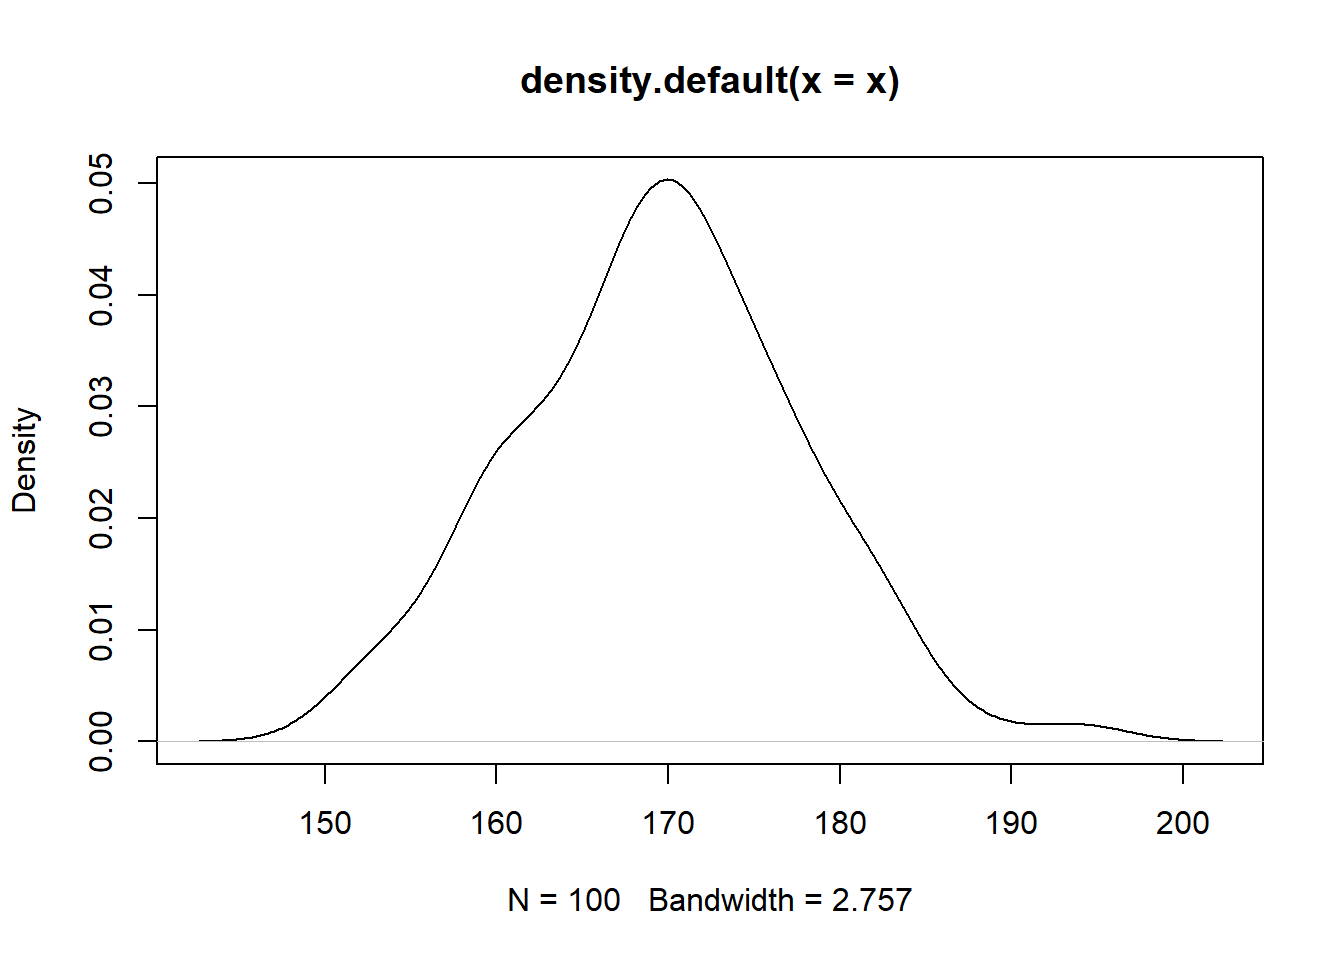 density.default(x = x)
0.05
0.04
0.03
0.02
0.01
0.00
Density
150 160 170 180 190 200
N = 100 Bandwidth = 2.757